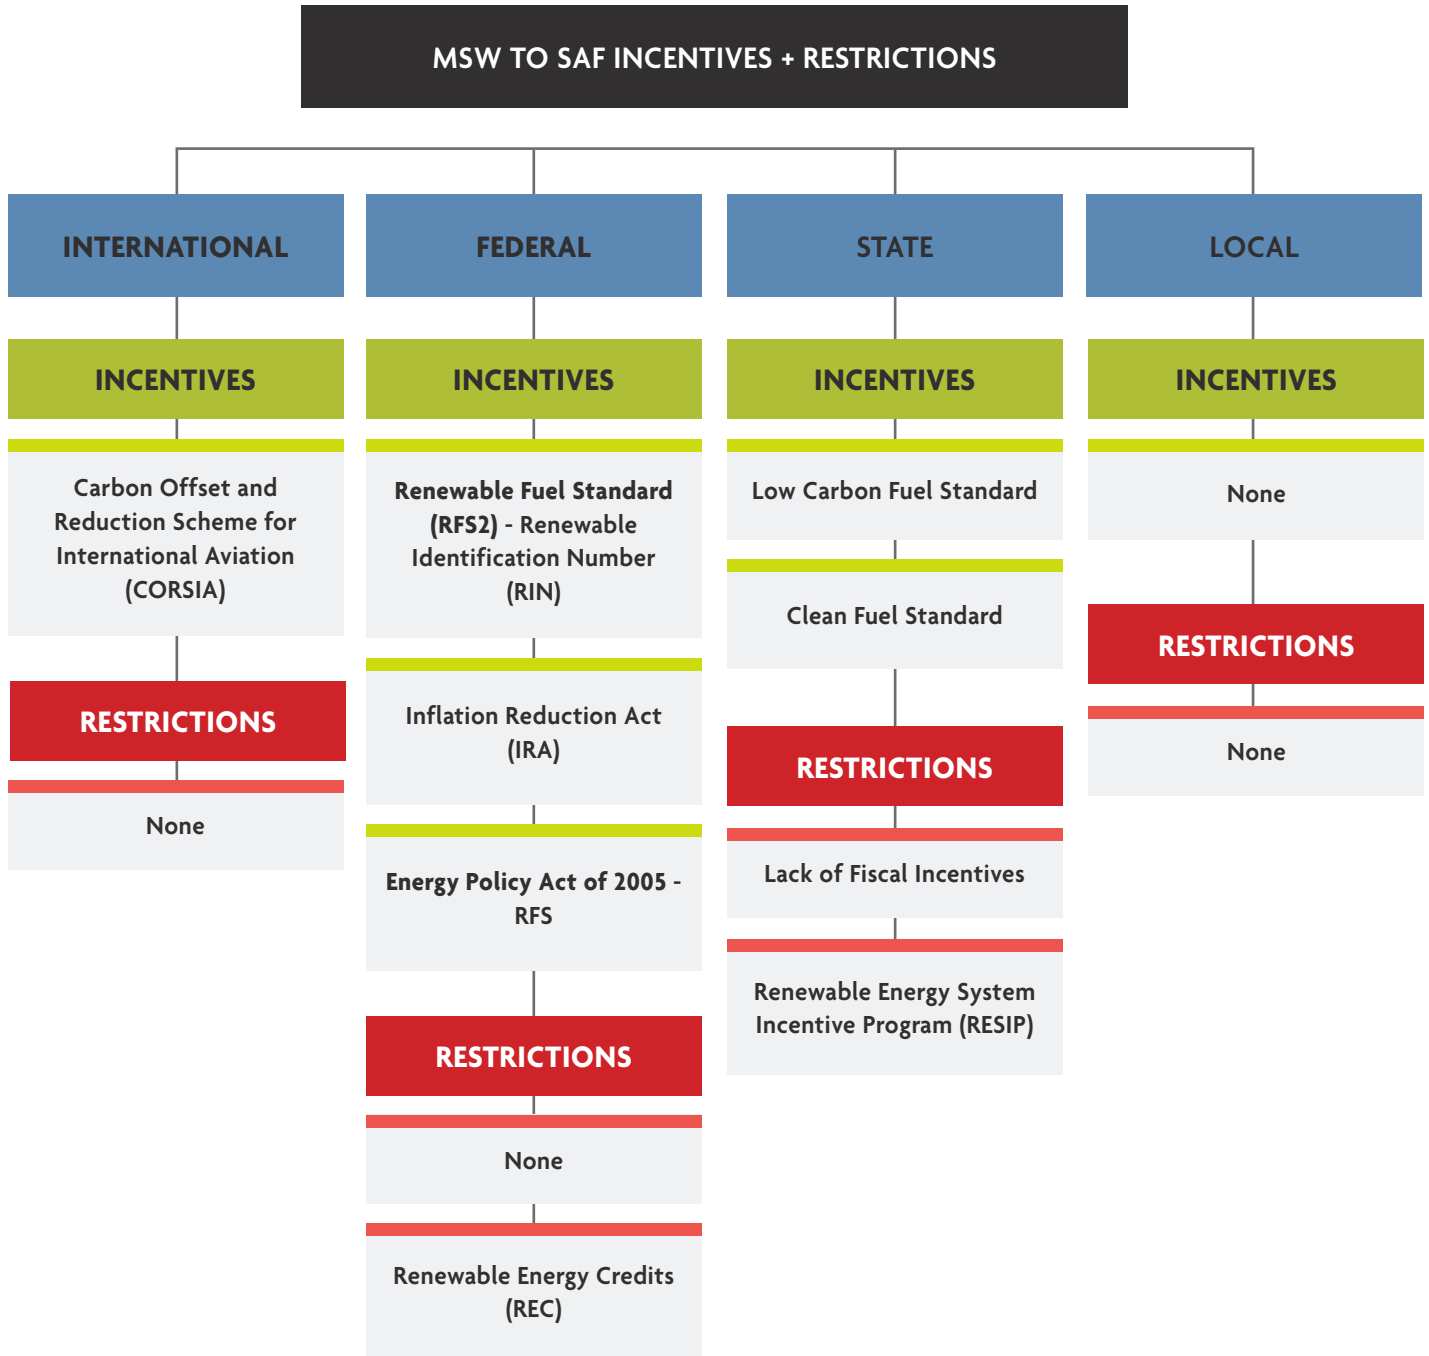 MSW TO SAF INCENTIVES + RESTRICTIONS
INTERNATIONAL
INCENTIVES
Carbon Offset and
Reduction Scheme for
International Aviation
(CORSIA)
RESTRICTIONS
None
FEDERAL
INCENTIVES
Renewable Fuel Standard
(RFS2) - Renewable
Identification Number
(RIN)
Inflation Reduction Act
(IRA)
Energy Policy Act of 2005 -
RFS
RESTRICTIONS
None
Renewable Energy Credits
(REC)
STATE
INCENTIVES
Low Carbon Fuel Standard
Clean Fuel Standard
RESTRICTIONS
Lack of Fiscal Incentives
Renewable Energy System
Incentive Program (RESIP)
LOCAL
INCENTIVES
None
RESTRICTIONS
None